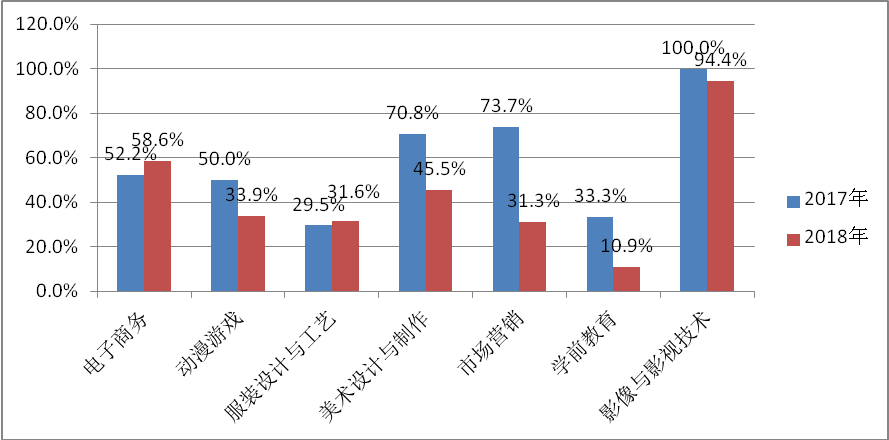 120.0%
100.0%
80.0%
60.0%
40.0%
20.0%
0.0%
52.2%
58.6%
50.0%
33.9%
29.5%
31.6%
70.8%
45.5%
73.7%
31.3%
33.3%
10.9%
100.0%
94.4%
电子商务
动漫游戏
服装设计与工艺
美术设计与制作
市场营销
学前教育
影像与影视技术
2017年
2018年